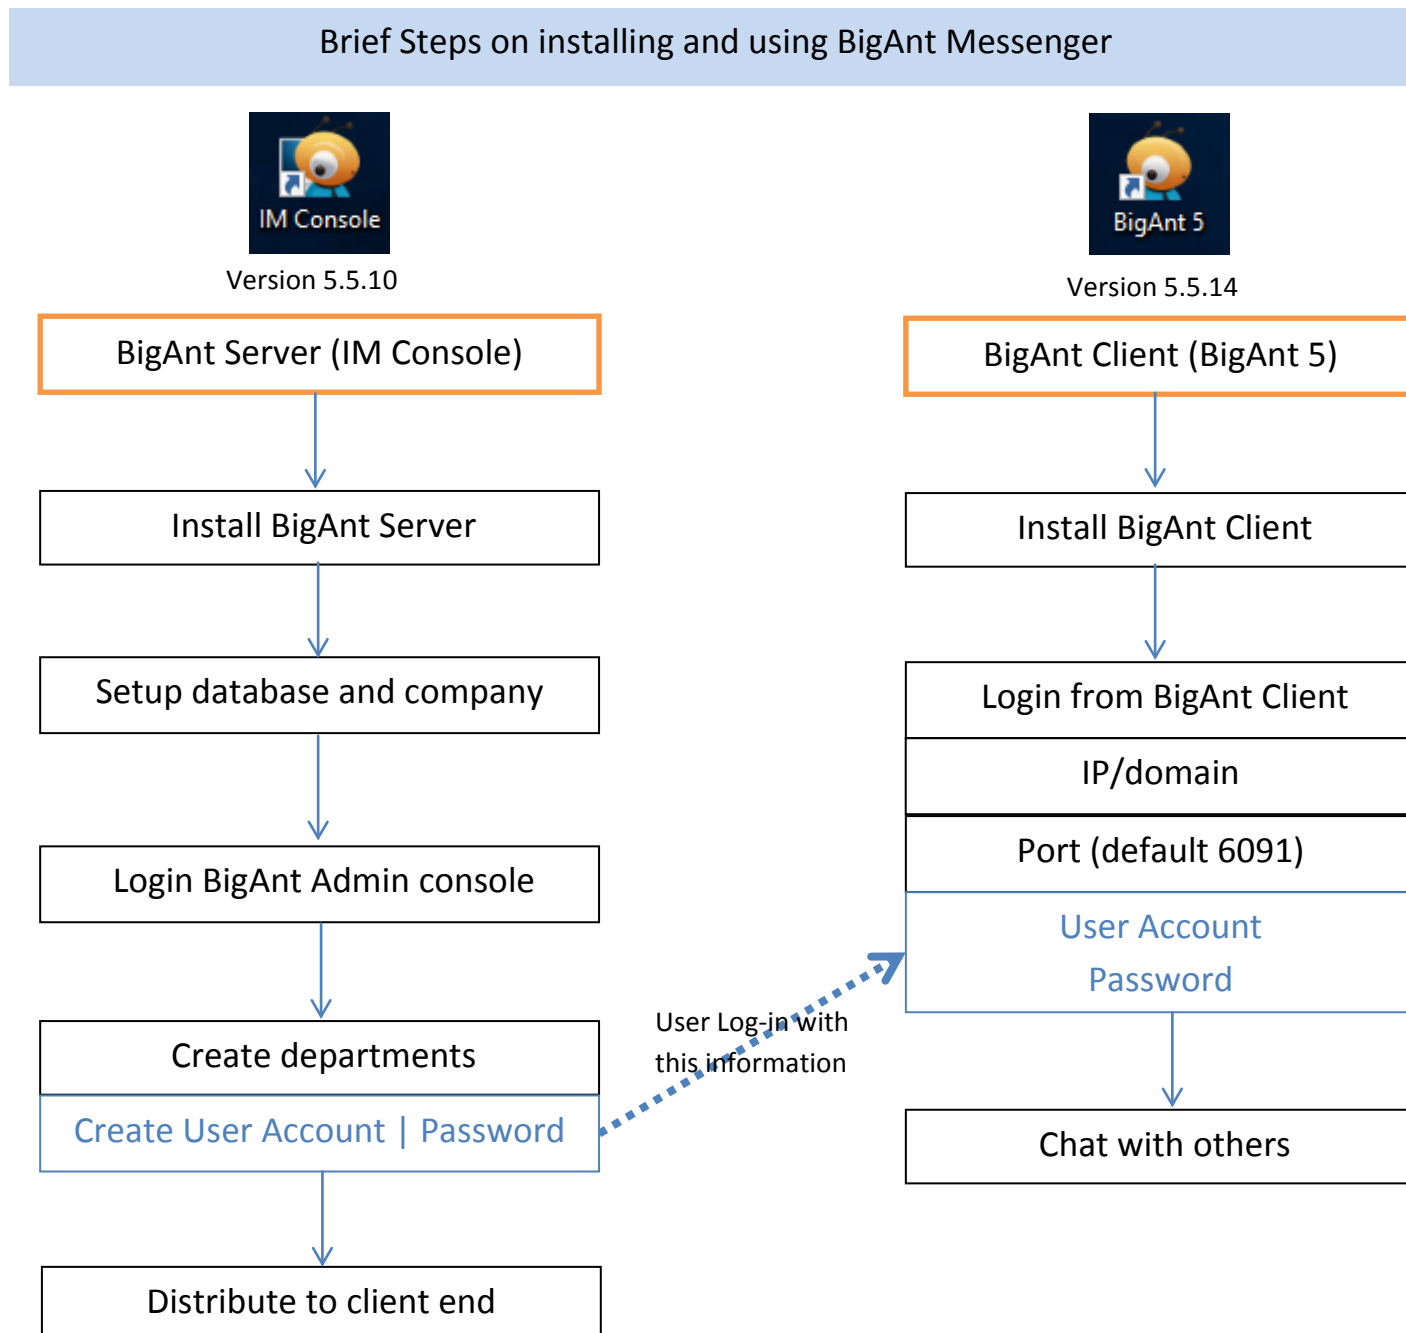 Brief Steps on installing and using BigAnt Messenger
IM Console
Version 5.5.10
BigAnt Server (IM Console)
Install BigAnt Server
Setup database and company
Login BigAnt Admin console
Create departments
Create User Account | Password
Distribute to client end
User Log-in with
this information
BigAnt 5
Version 5.5.14
BigAnt Client (BigAnt 5)
Install BigAnt Client
Login from BigAnt Client
IP/domain
Port (default 6091)
User Account
Password
Chat with others